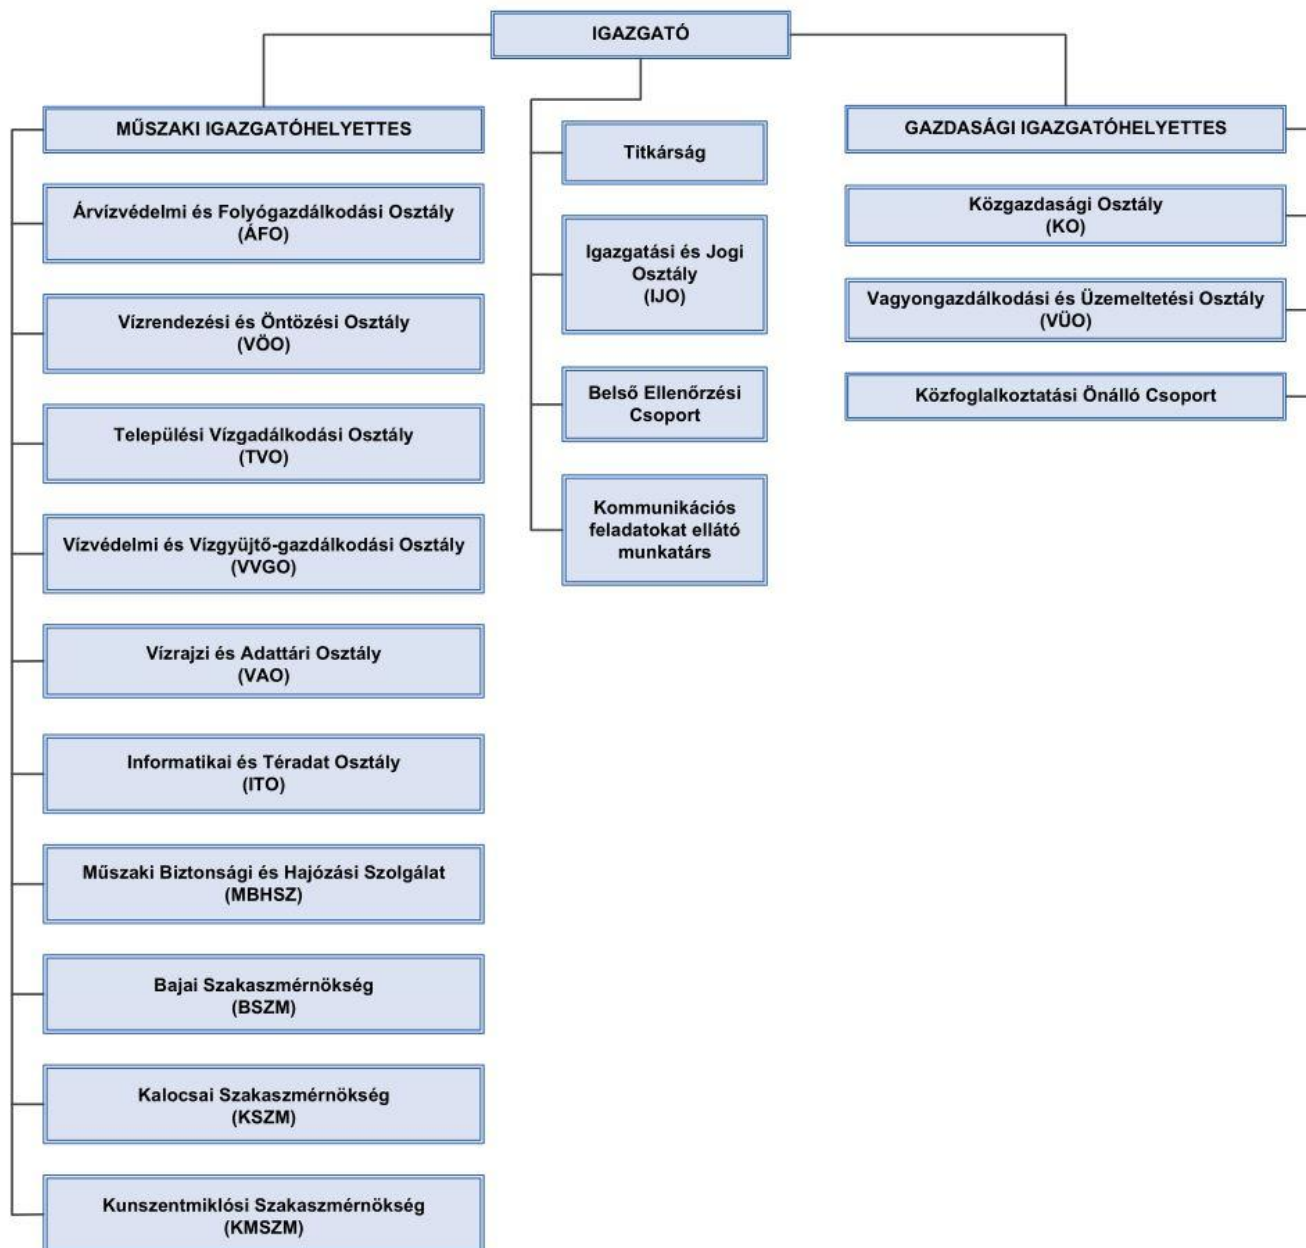 IGAZGATÓ
MŰSZAKI IGAZGATÓHELYETTES
Árvízvédelmi és Folyógazdálkodási Osztály
(ÁFO)
Vízrendezési és Öntözési Osztály
(VÖO)
Települési Vízgadálkodási Osztály
(TVO)
Vízvédelmi és Vízgyüjtő-gazdálkodási Osztály
(VVGO)
Vízrajzi és Adattári Osztály
(VAO)
Informatikai és Téradat Osztály
(ITO)
Műszaki Biztonsági és Hajózási Szolgálat
(MBHSZ)
Bajai Szakaszmérnökség
(BSZM)
Kalocsai Szakaszmérnökség
(KSZM)
Kunszentmiklósi Szakaszmérnökség
(KMSZM)
Titkárság
Igazgatási és Jogi
Osztály
(IJO)
Belső Ellenőrzési
Csoport
Kommunikációs
feladatokat ellátó
munkatárs
GAZDASÁGI IGAZGATÓHELYETTES
Közgazdasági Osztály
(KO)
Vagyongazdálkodási és Üzemeltetési Osztály
(VÜO)
Közfoglalkoztatási Önálló Csoport